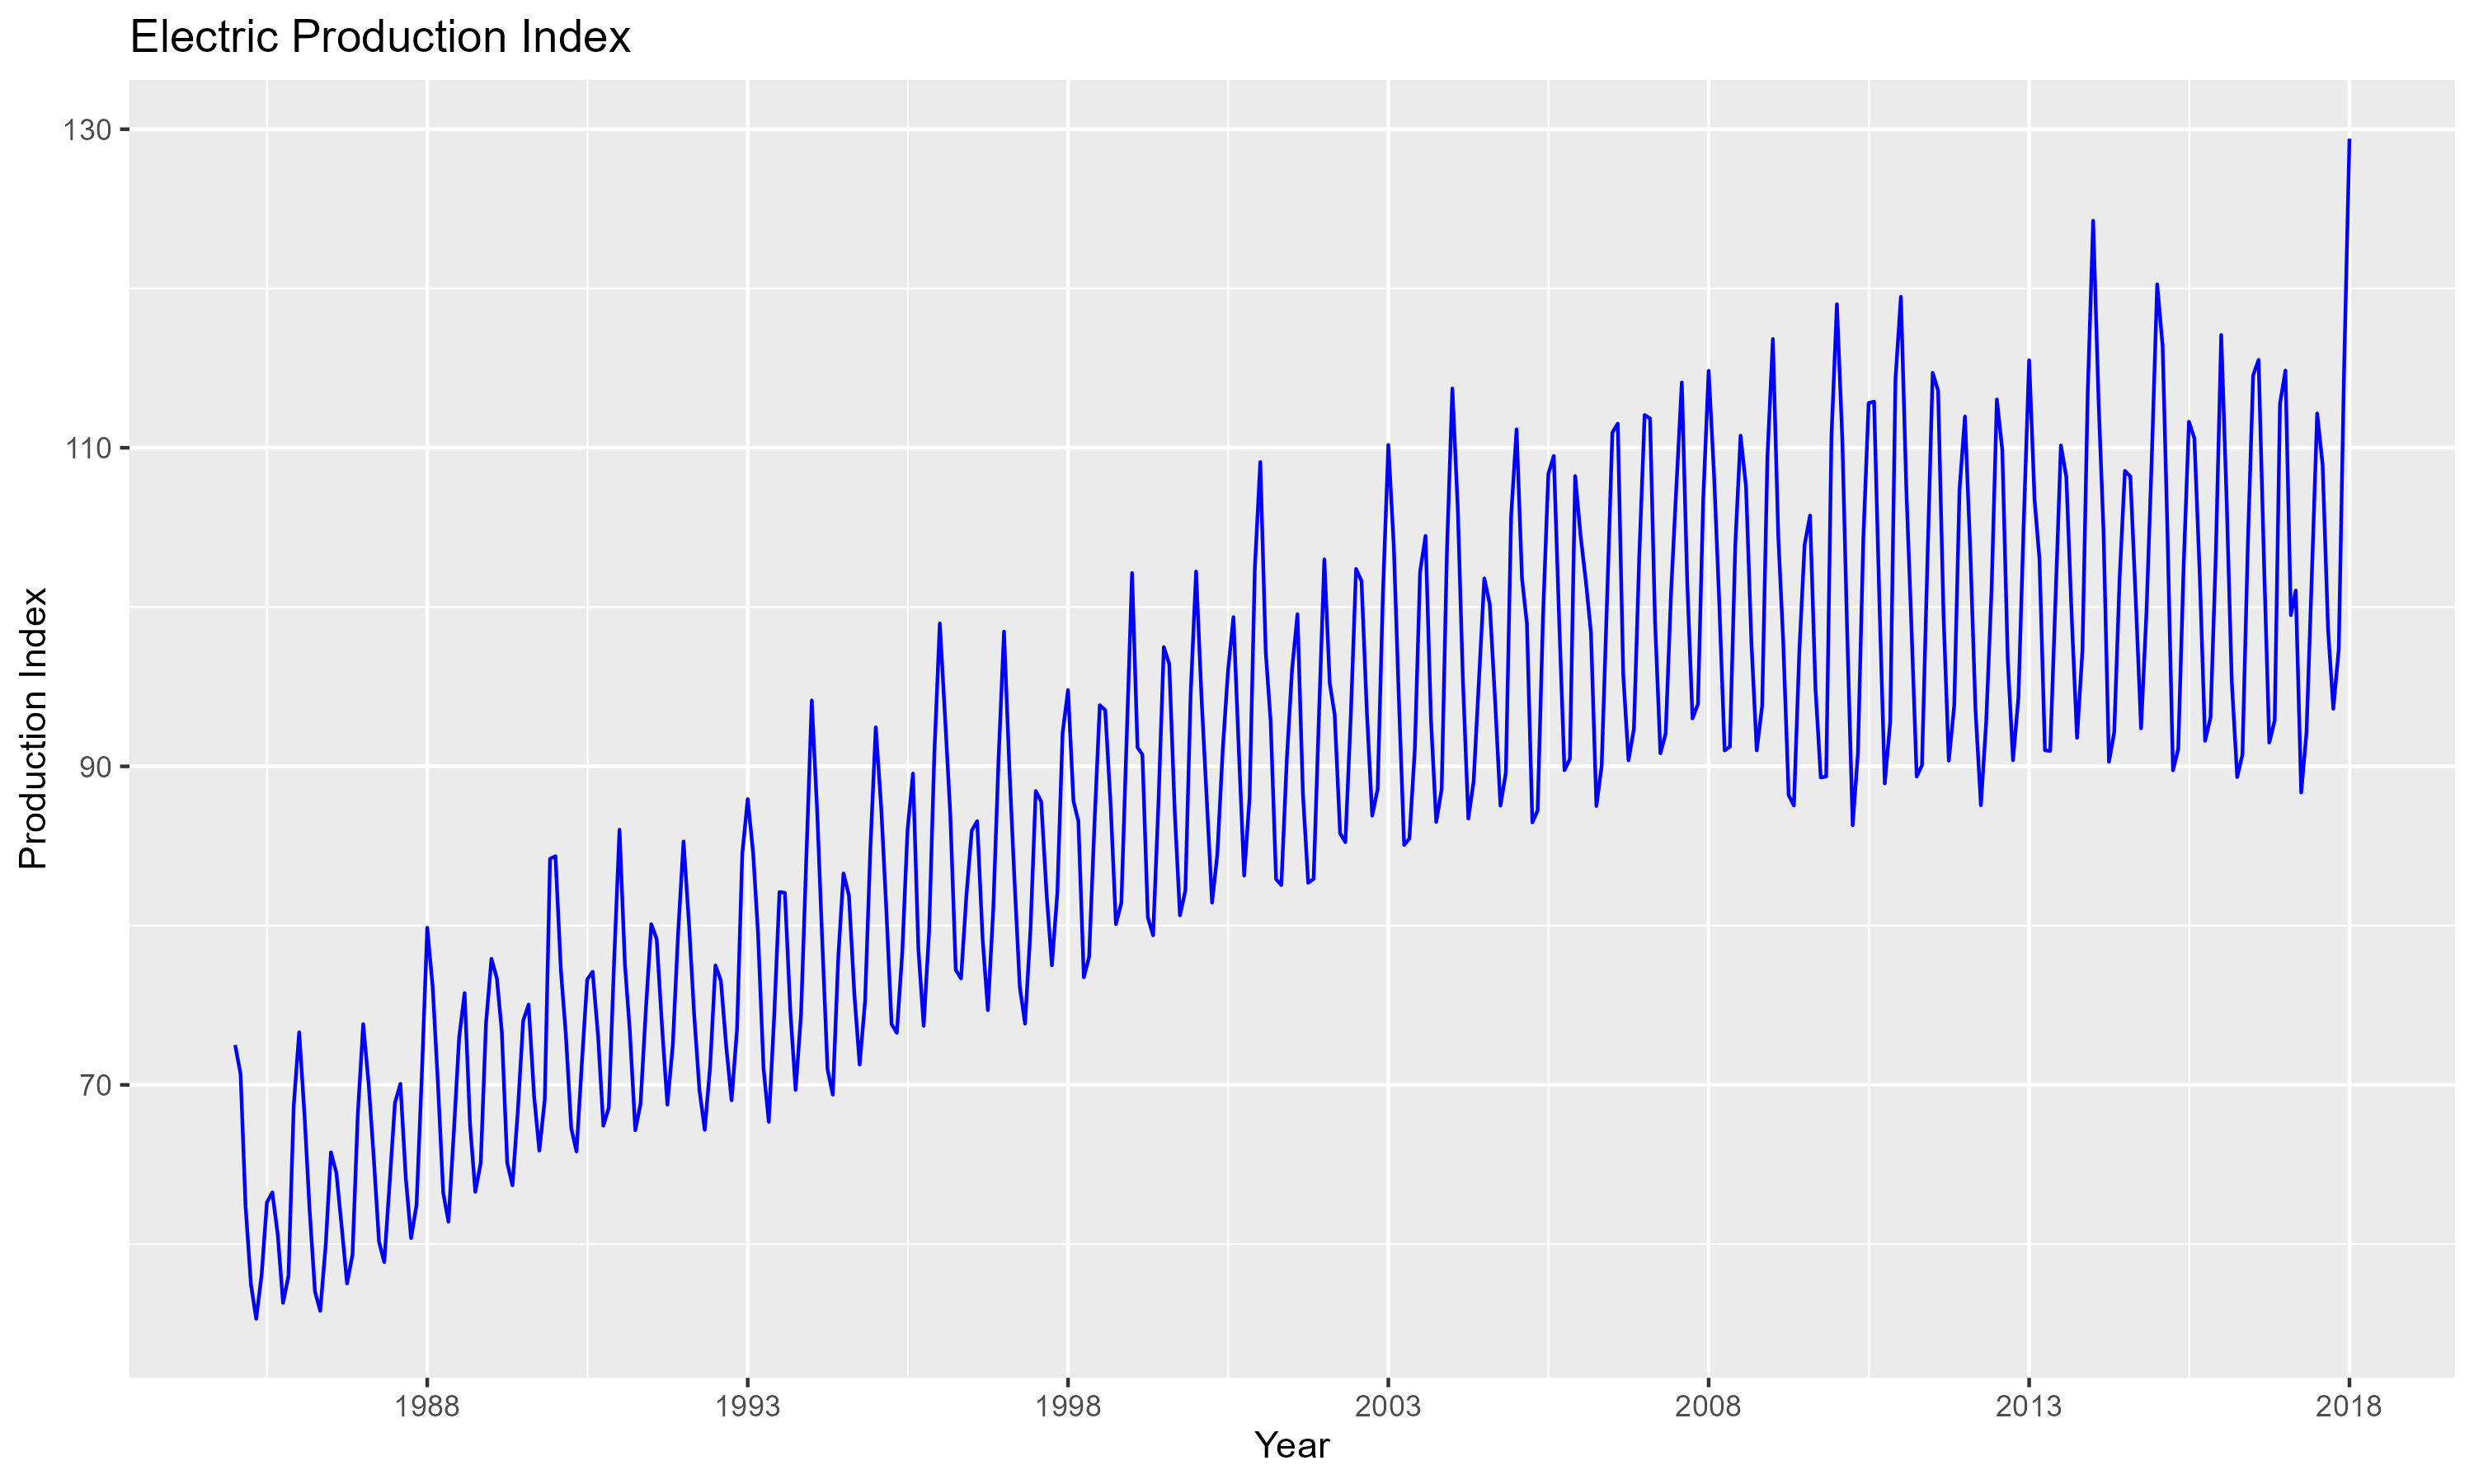 Electric Production Index
Production Index
130
110
90
70
1988 1993 1998 2003 2008 2013 2018
Year